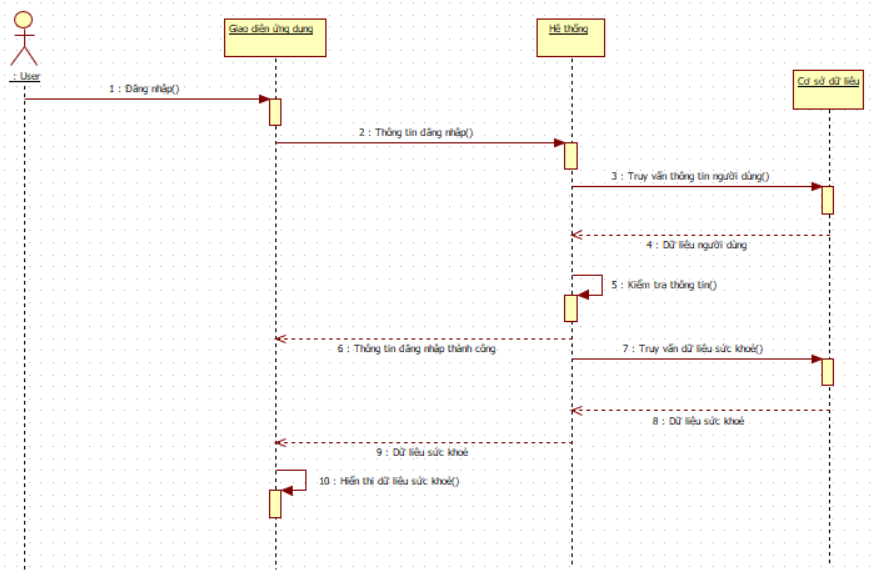 Giao diện ứng dụng
Hệ thống
: User
Cơ sở dữ liệu
1 : Đăng nhập()
2 : Thông tin đăng nhập()
3 : Truy vấn thông tin người dùng()
4 : Dữ liệu người dùng
5 : Kiểm tra thông tin()
6 : Thông tin đăng nhập thành công
7 : Truy vấn dữ liệu sức khoẻ()
8 : Dữ liệu sức khoẻ
9 : Dữ liệu sức khoẻ
10 : Hiển thị dữ liệu sức khoẻ()